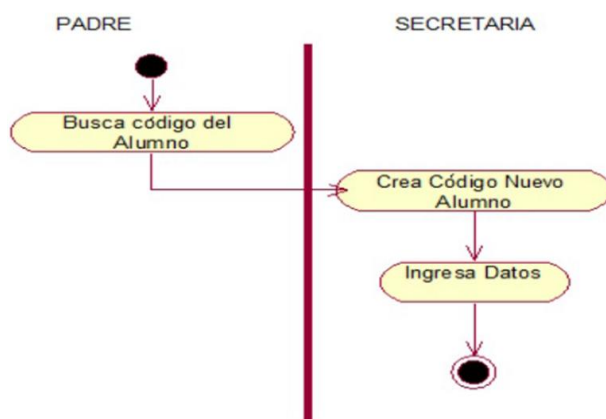 PADRE
SECRETARIA
Busca código del
Alumno
Crea Código Nuevo
Alumno
Ingresa Datos